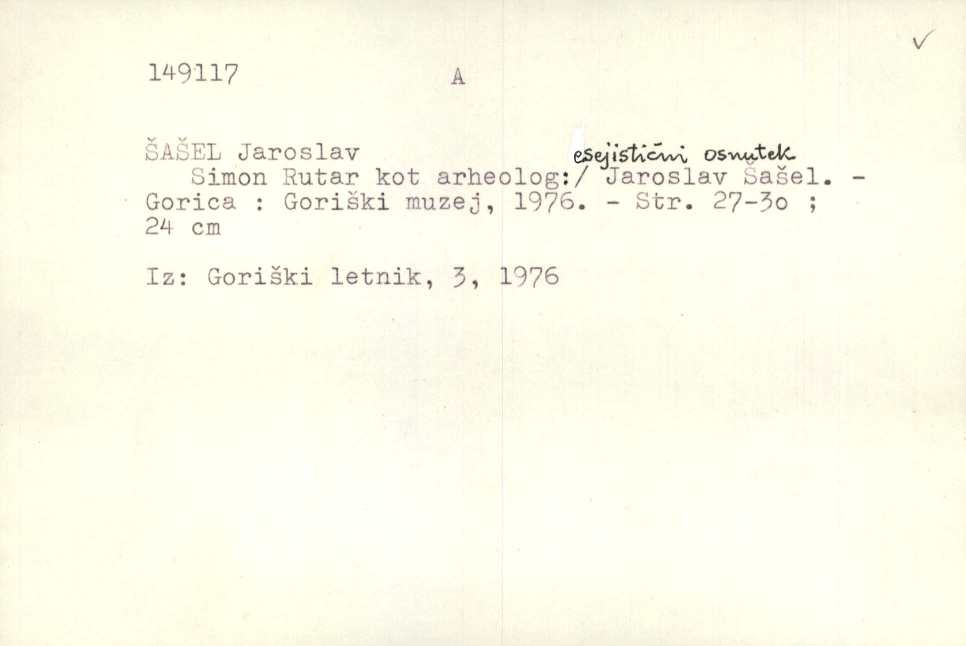 149117 A
ŠAŠEL Jaroslav
esejistični osnutek
Simon Rutar kot arheolog:/ Jaroslav Šašel. -
Gorica : Goriški muzej, 1976. - Str. 27-3o ;
24 cm
Iz: Goriški letnik, 3, 1976